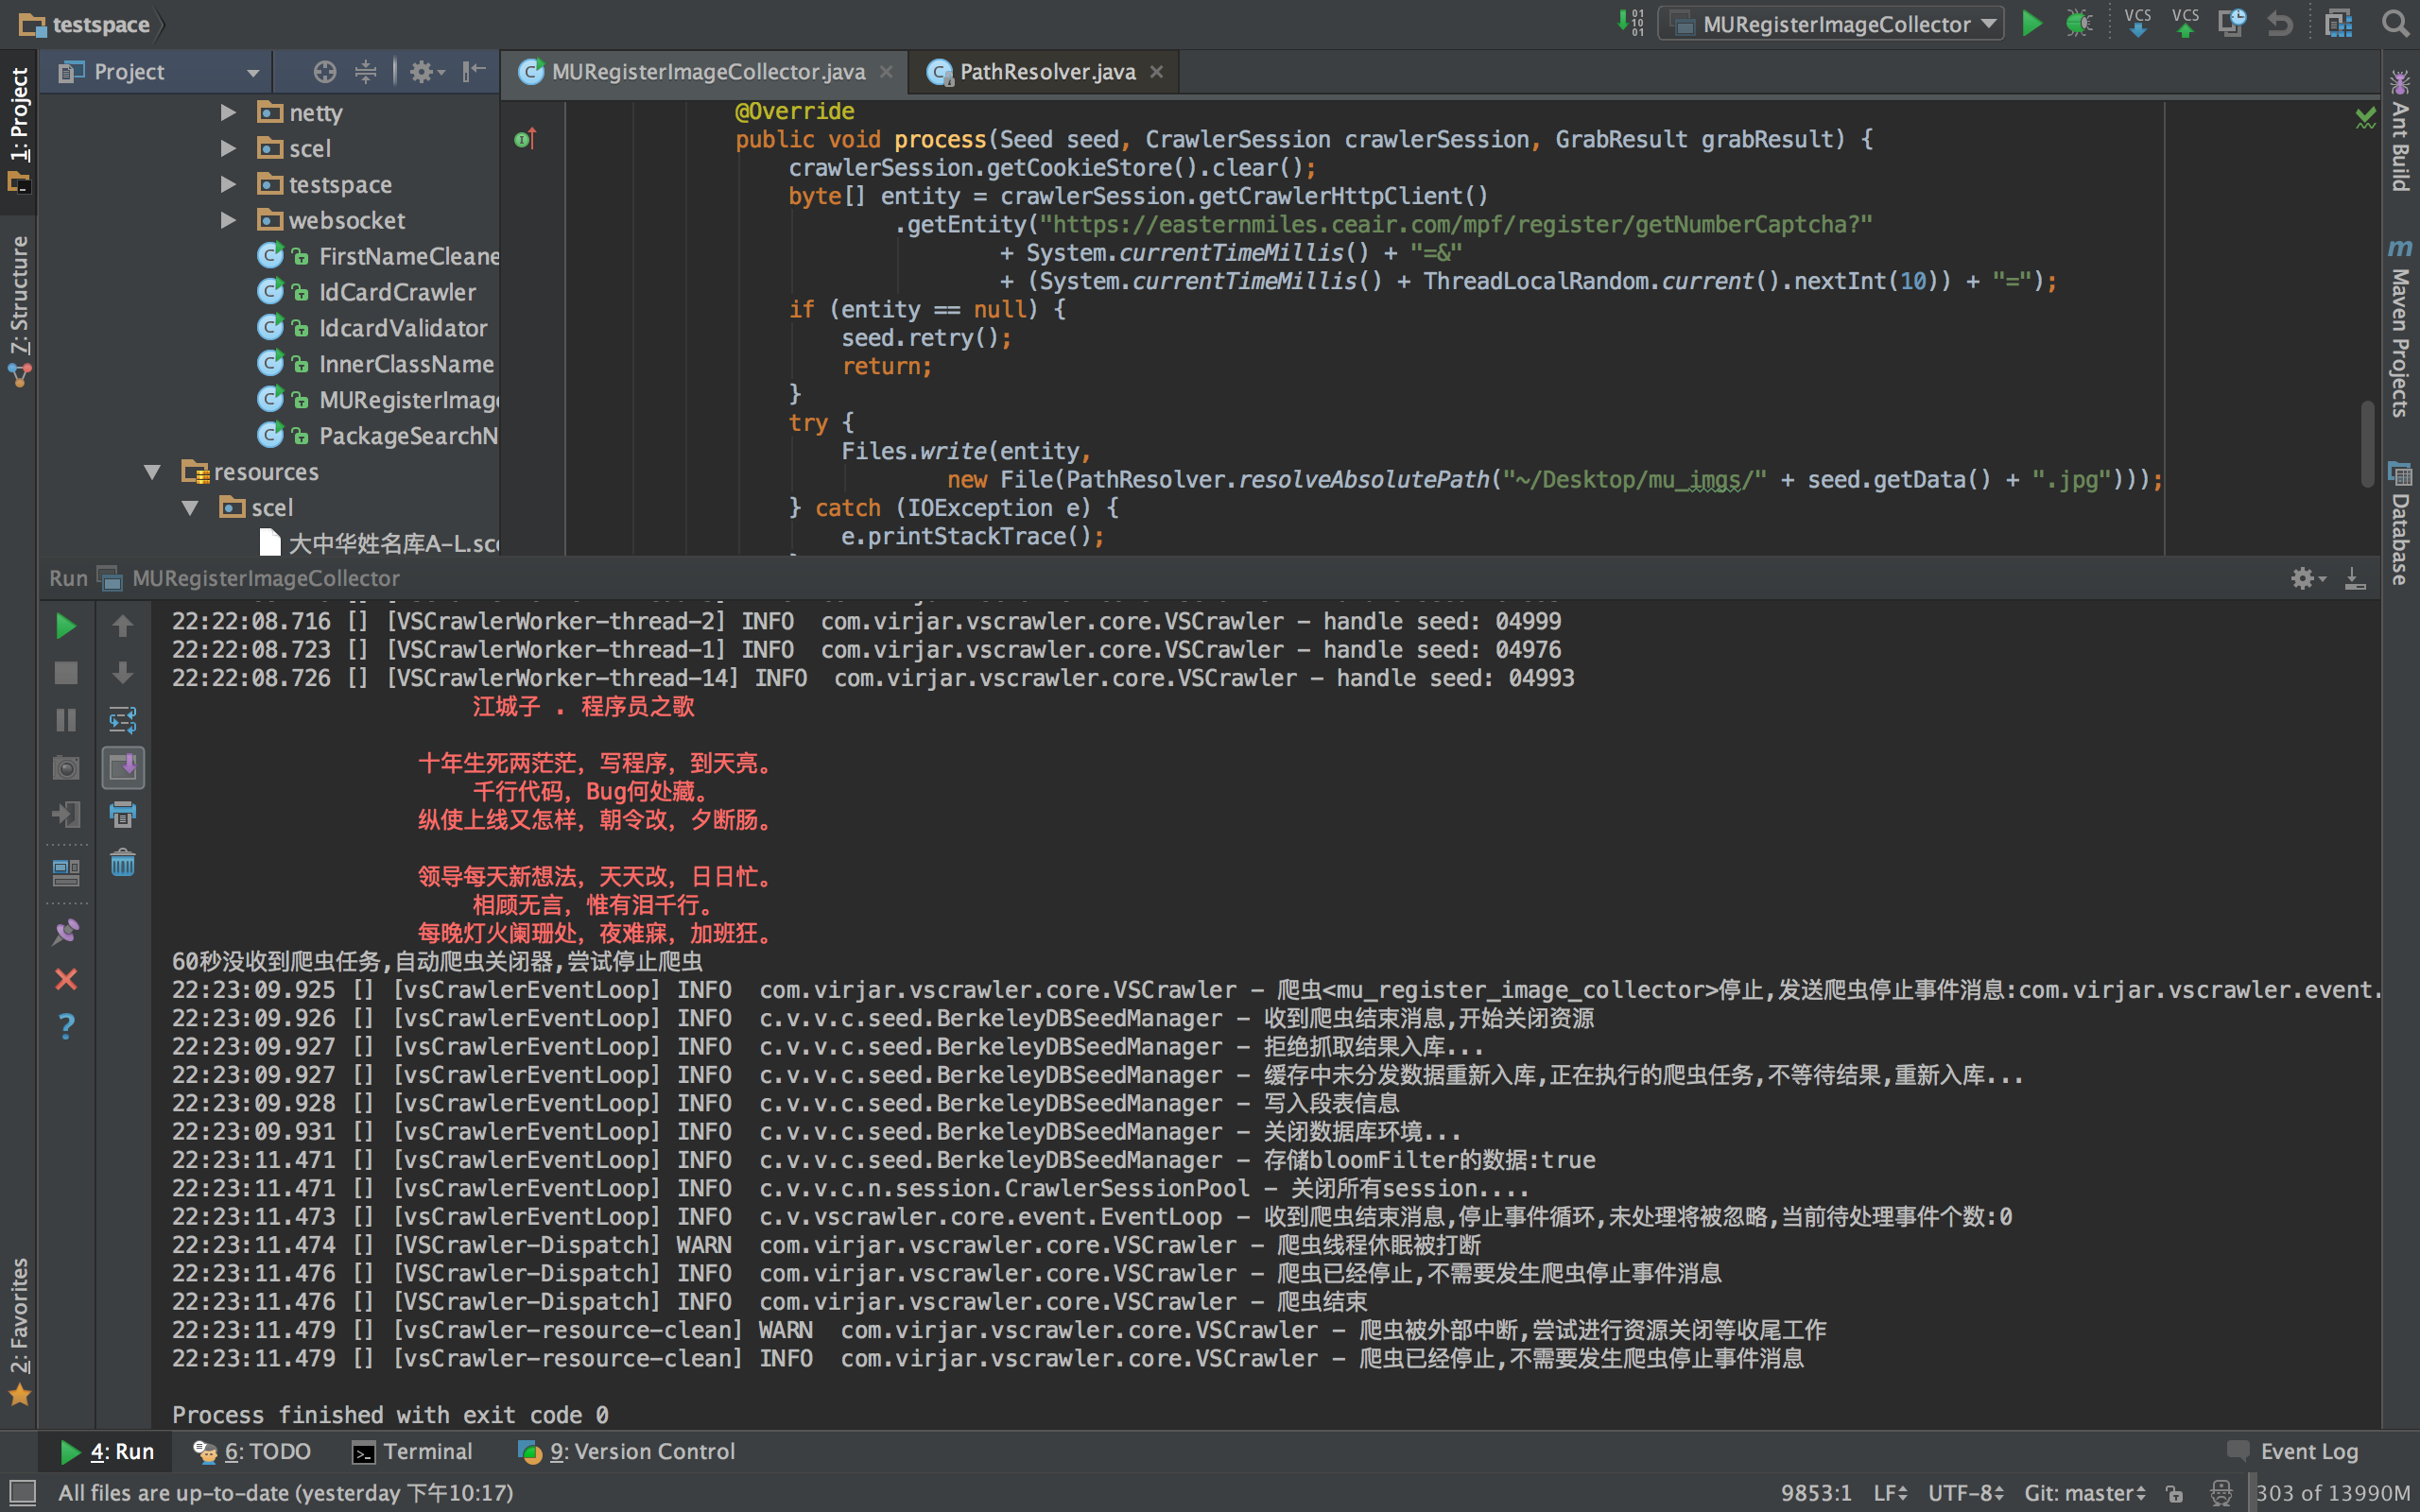 testspace
MURegisterImageCollector
VCS
VCS
Project
MURegisterImageCollector.java
PathResolver.java
1: Project
7: Structure
2: Favorites
netty
scel
testspace
websocket
FirstNameCleane
IdCardCrawler
IdcardValidator
InnerClassName
MURegisterImag
PackageSearchN
resources
scel
大中华姓名库A-L.sc
@Override
public void process(Seed seed, CrawlerSession crawlerSession, GrabResult grabResult) {
crawlerSession.getCookieStore().clear();
byte[] entity = crawlerSession.getCrawlerHttpClient()
.getEntity("https://easternmiles.ceair.com/mpf/register/getNumberCaptcha?"
+ System.currentTimeMillis() + "=&"
+ (System.currentTimeMillis() + ThreadLocalRandom.current().nextInt(10)) + "=");
if (entity == null) {
seed.retry();
return;
}
try {
Files.write(entity,
new File(PathResolver.resolveAbsolutePath("~/Desktop/mu_imgs/" + seed.getData() + ".jpg")));
} catch (IOException e) {
e.printStackTrace();
Ant Build
Maven Projects
Database
Run MURegisterImageCollector
22:22:08.716 [] [VSCrawlerWorker-thread-2] INFO  com.virjar.vscrawler.core.VSCrawler - handle seed: 04999
22:22:08.723 [] [VSCrawlerWorker-thread-1] INFO  com.virjar.vscrawler.core.VSCrawler - handle seed: 04976
22:22:08.726 [] [VSCrawlerWorker-thread-14] INFO  com.virjar.vscrawler.core.VSCrawler - handle seed: 04993
江城子 . 程序员之歌
十年生死两茫茫，写程序，到天亮。
千行代码，Bug何处藏。
纵使上线又怎样，朝令改，夕断肠。
领导每天新想法，天天改，日日忙。
相顾无言，惟有泪千行。
每晚灯火阑珊处，夜难寐，加班狂。
60秒没收到爬虫任务,自动爬虫关闭器,尝试停止爬虫
22:23:09.925 [] [vsCrawlerEventLoop] INFO  com.virjar.vscrawler.core.VSCrawler - 爬虫<mu_register_image_collector>停止,发送爬虫停止事件消息:com.virjar.vscrawler.event.
22:23:09.926 [] [vsCrawlerEventLoop] INFO  c.v.v.c.seed.BerkeleyDBSeedManager - 收到爬虫结束消息,开始关闭资源
22:23:09.927 [] [vsCrawlerEventLoop] INFO  c.v.v.c.seed.BerkeleyDBSeedManager - 拒绝抓取结果入库...
22:23:09.927 [] [vsCrawlerEventLoop] INFO  c.v.v.c.seed.BerkeleyDBSeedManager - 缓存中未分发数据重新入库,正在执行的爬虫任务,不等待结果,重新入库...
22:23:09.928 [] [vsCrawlerEventLoop] INFO  c.v.v.c.seed.BerkeleyDBSeedManager - 写入段表信息
22:23:09.931 [] [vsCrawlerEventLoop] INFO  c.v.v.c.seed.BerkeleyDBSeedManager - 关闭数据库环境...
22:23:11.471 [] [vsCrawlerEventLoop] INFO  c.v.v.c.seed.BerkeleyDBSeedManager - 存储bloomFilter的数据:true
22:23:11.471 [] [vsCrawlerEventLoop] INFO  c.v.v.c.n.session.CrawlerSessionPool - 关闭所有session....
22:23:11.473 [] [vsCrawlerEventLoop] INFO  c.v.vscrawler.core.event.EventLoop - 收到爬虫结束消息,停止事件循环,未处理将被忽略,当前待处理事件个数:0
22:23:11.474 [] [VSCrawler-Dispatch] WARN  com.virjar.vscrawler.core.VSCrawler - 爬虫线程休眠被打断
22:23:11.476 [] [VSCrawler-Dispatch] INFO  com.virjar.vscrawler.core.VSCrawler - 爬虫已经停止,不需要发生爬虫停止事件消息
22:23:11.476 [] [VSCrawler-Dispatch] INFO  com.virjar.vscrawler.core.VSCrawler - 爬虫结束
22:23:11.479 [] [vsCrawler-resource-clean] WARN  com.virjar.vscrawler.core.VSCrawler - 爬虫被外部中断,尝试进行资源关闭等收尾工作
22:23:11.479 [] [vsCrawler-resource-clean] INFO  com.virjar.vscrawler.core.VSCrawler - 爬虫已经停止,不需要发生爬虫停止事件消息
Process finished with exit code 0
4: Run
6: TODO
Terminal
9: Version Control
Event Log
All files are up-to-date (yesterday 下午10:17)
9853:1
LF
UTF-8
Git: master
303 of 13990M